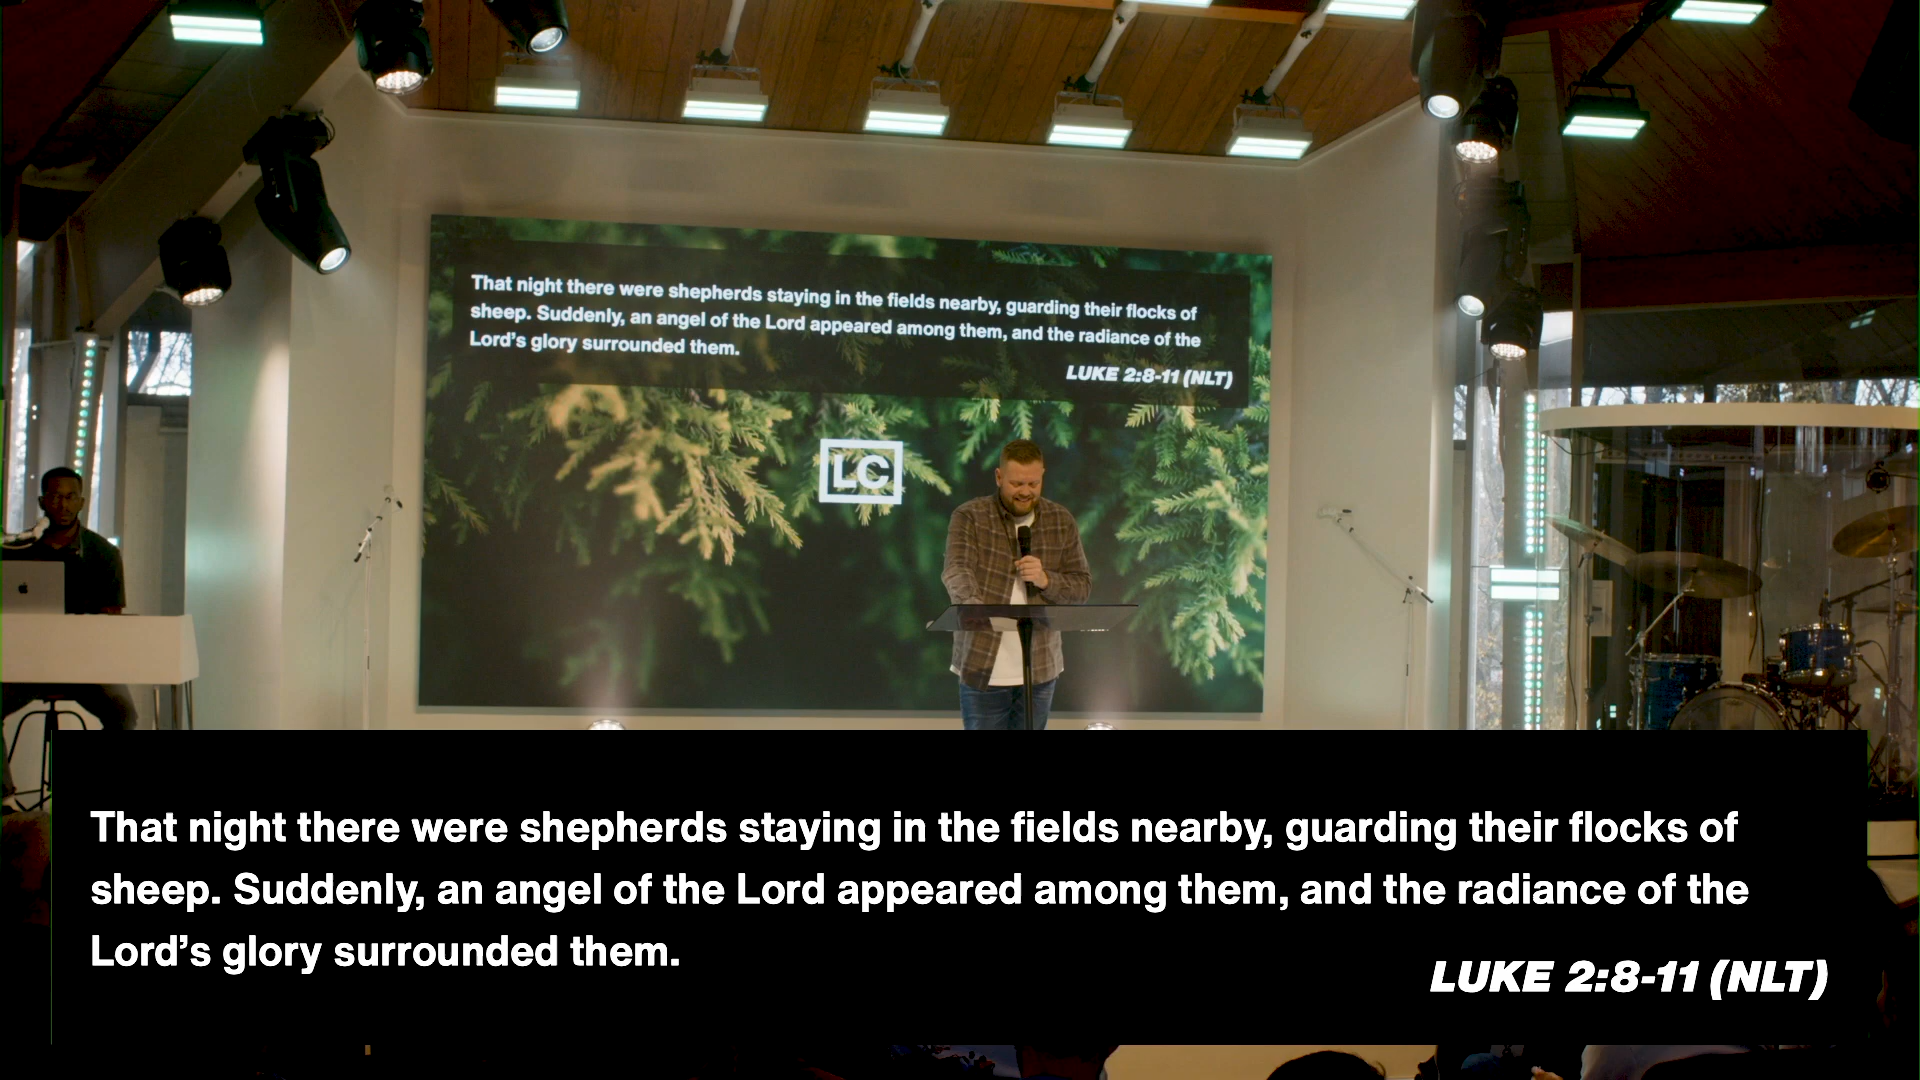 That night there were shepherds staying in the fields nearby, guarding their flocks of
sheep. Suddenly, an angel of the Lord appeared among them, and the radiance of the
Lord’s glory surrounded them.
LUKE 2:8-11 (NLT)
LC
That night there were shepherds staying in the fields nearby, guarding their flocks of
sheep. Suddenly, an angel of the Lord appeared among them, and the radiance of the
Lord’s glory surrounded them.
LUKE 2:8-11 (NLT)